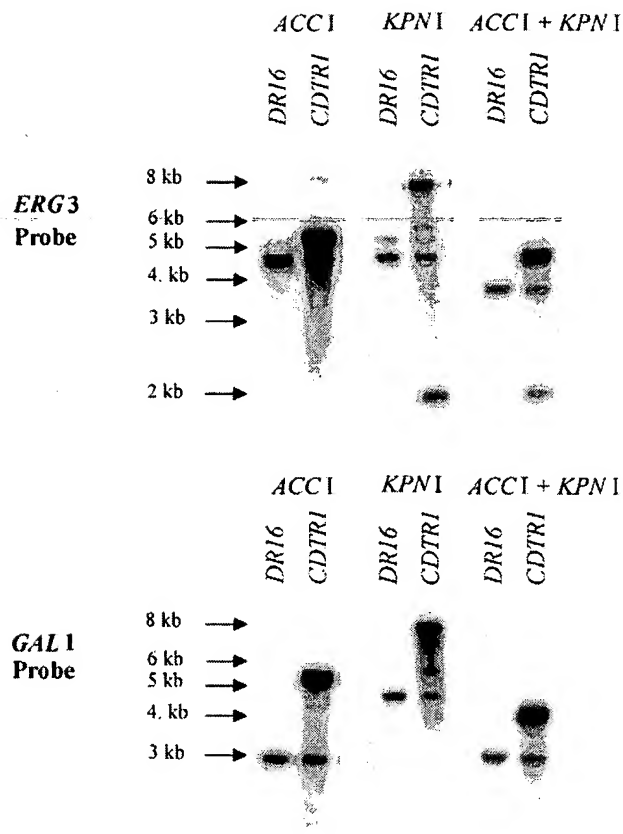 ACC I KPN I ACC I + KPN I
DR16 CDTR1 DR16 CDTR1 DR16 CDTR1
ERG3 Probe
8 kb
6 kb
5 kb
4. kb
3 kb
2 kb
ACC I KPN I ACC I + KPN I
DR16 CDTR1 DR16 CDTR1 DR16 CDTR1
GAL 1 Probe
8 kb
6 kb
5 kb
4. kb
3 kb